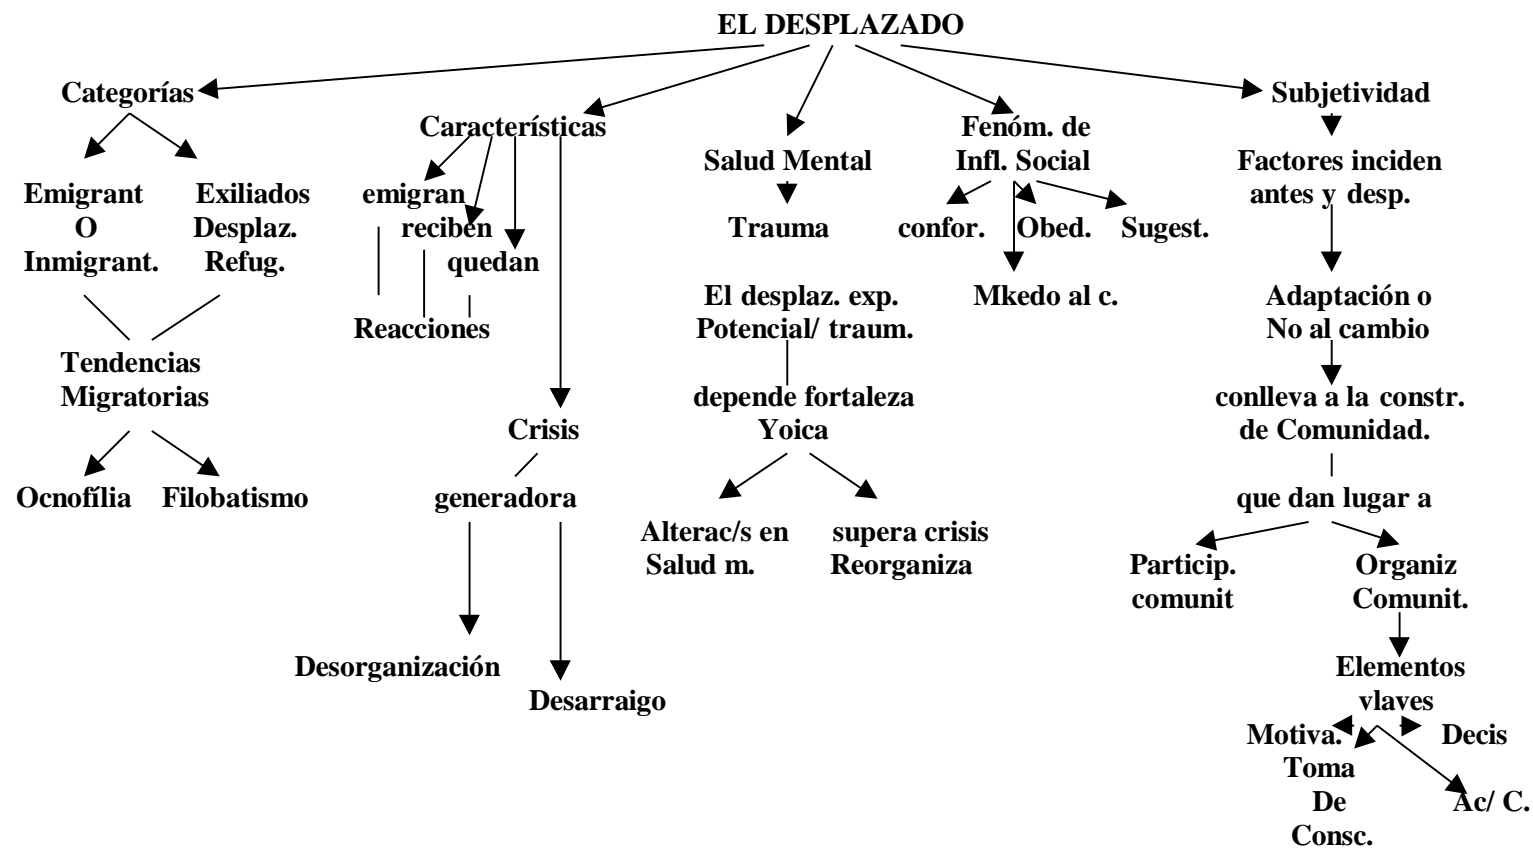 EL DESPLAZADO
Categorías
Emigrant
O
Inmigrant.
Exiliados
Desplaz.
Refug.
Tendencias
Migratorias
Ocnofília
Filobatismo
Características
emigran
reciben
quedan
Reacciones
Crisis
generadora
Desorganización
Desarraigo
Salud Mental
Trauma
El desplaz. exp.
Potencial/ traum.
depende fortaleza
Yoica
Alterac/s en
Salud m.
supera crisis
Reorganiza
Fenóm. de
Infl. Social
confor.
Obed.
Sugest.
Mkedo al c.
Subjetividad
Factores inciden
antes y desp.
Adaptación o
No al cambio
conlleva a la constr.
de Comunidad.
que dan lugar a
Particip.
comunit
Organiz
Comunit.
Elementos
vlaves
Motiva.
Decis
Toma
De
Consc.
Ac/ C.